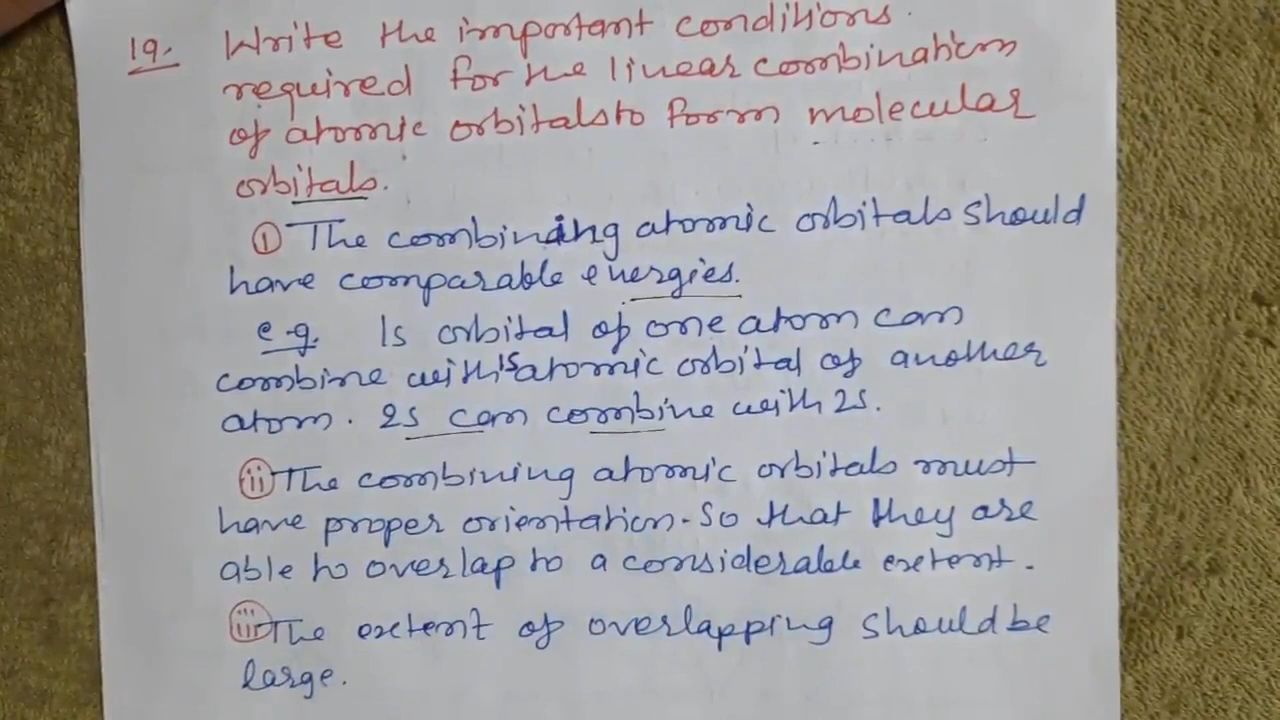 19. Write the important conditions.
required for the linear combination
of atomic orbitals to form molecular
orbitals.
① The combining atomic orbitals should
have comparable energies.
e.g. 1s orbital of one atom can
combine with 1s atomic orbital of another
atom. 2s can combine with 2s.
ii The combining atomic orbitals must
have proper orientation. So that they are
able to overlap to a considerable extent.
iii The extent of overlapping should be
large.